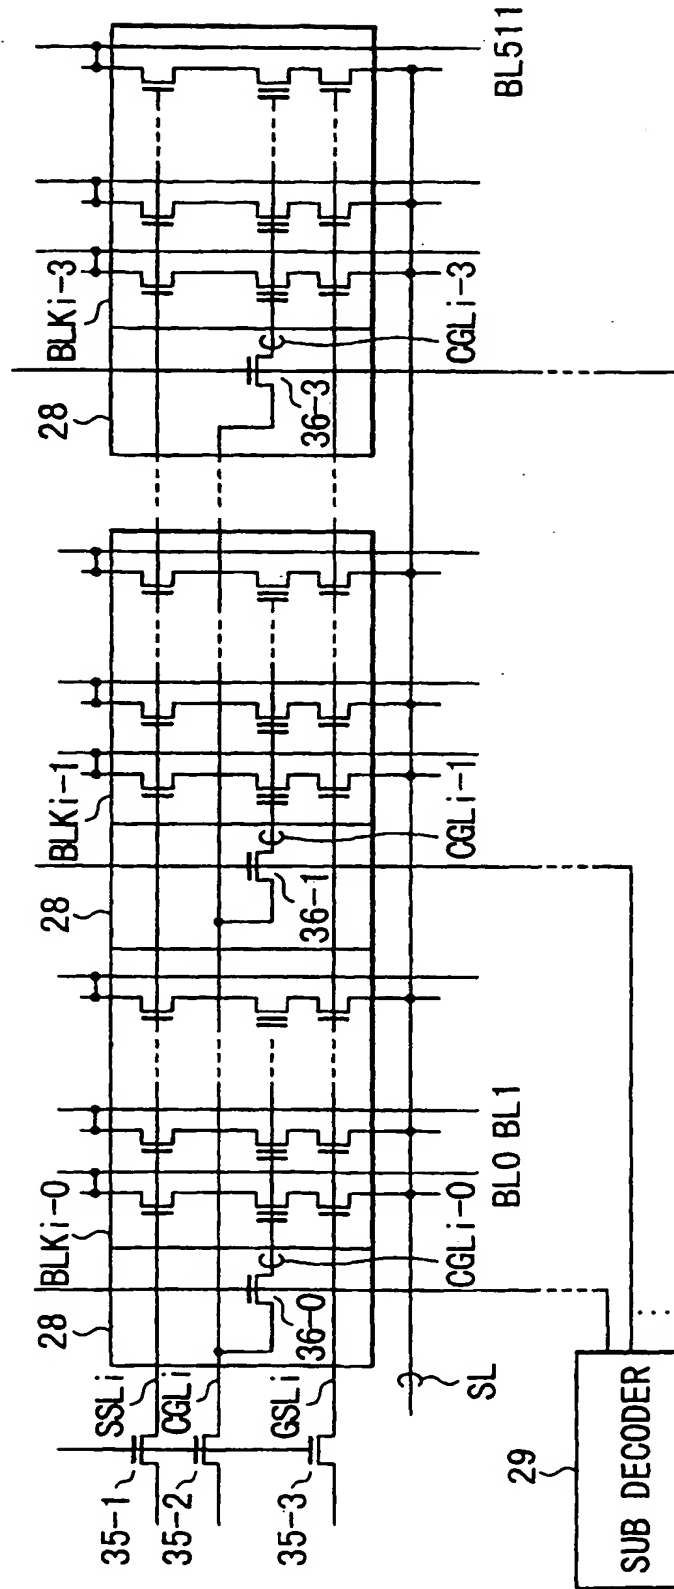 BL511
BLKi-3
28
36-3
CGLi-3
BLKi-1
28
36-1
CGLi-1
BLKi-0
28
36-0
CGLi-0
BL0 BL1
SSLi
CGLi
GSLi
SL
35-1
35-2
35-3
29
SUB DECODER